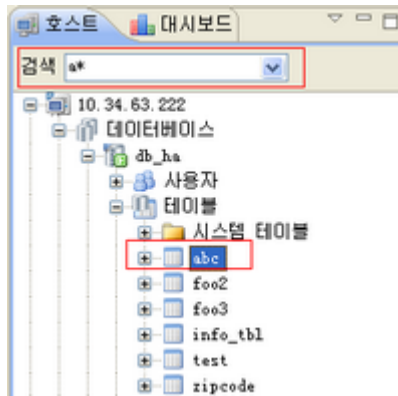 호스트 대시보드
검색 a*
10.34.63.222
데이터베이스
db_ha
사용자
테이블
시스템 테이블
abc
foo2
foo3
info_tbl
test
zipcode